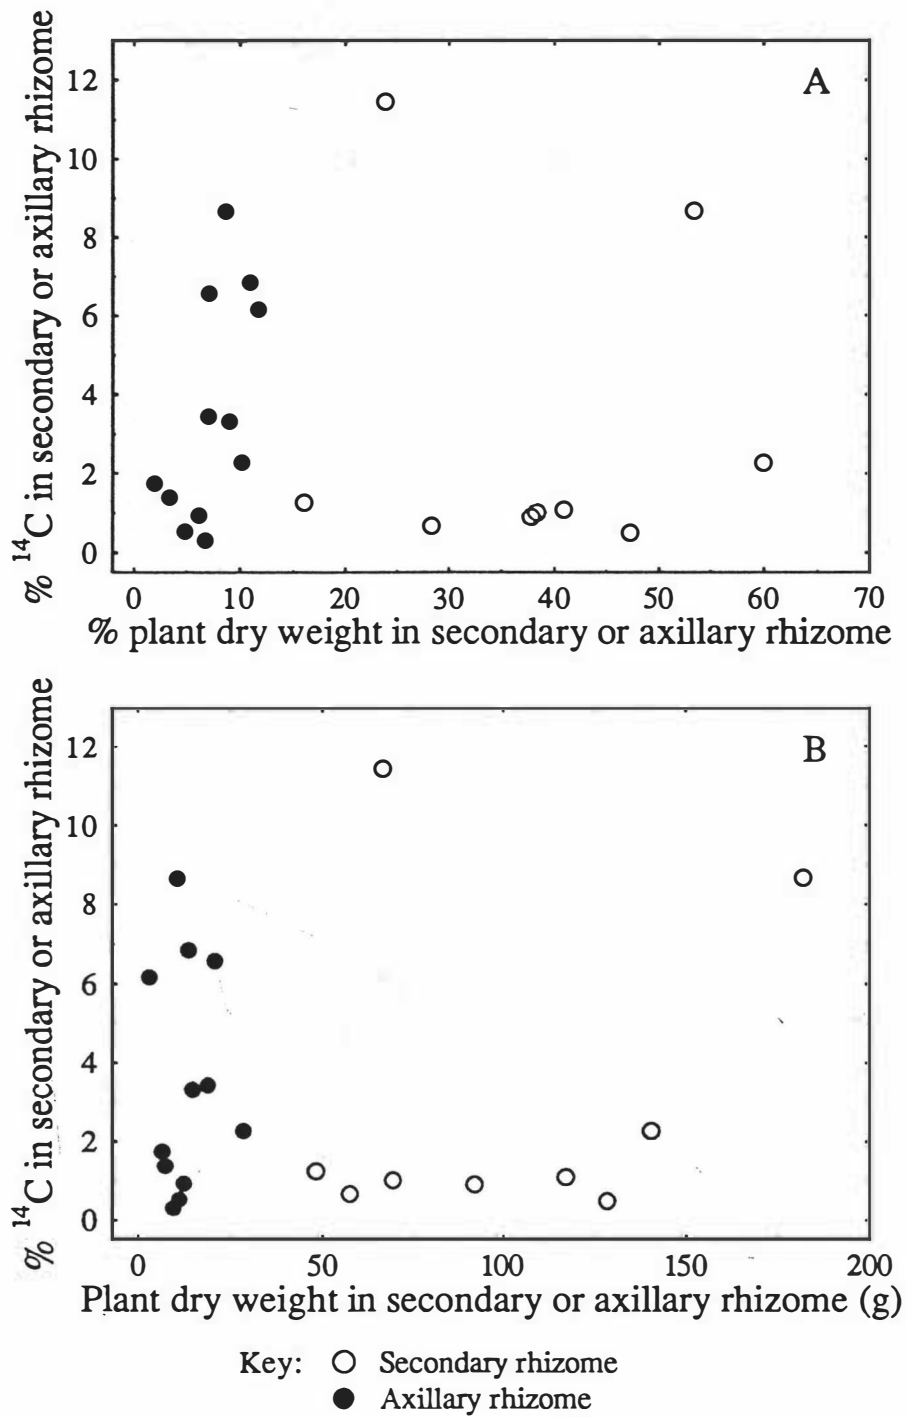 % 14C in secondary or axillary rhizome
12
10
8
6
4
2
0
A
0 10 20 30 40 50 60 70
% plant dry weight in secondary or axillary rhizome
% 14C in secondary or axillary rhizome
12
10
8
6
4
2
0
B
0 50 100 150 200
Plant dry weight in secondary or axillary rhizome (g)
Key: Secondary rhizome
Axillary rhizome